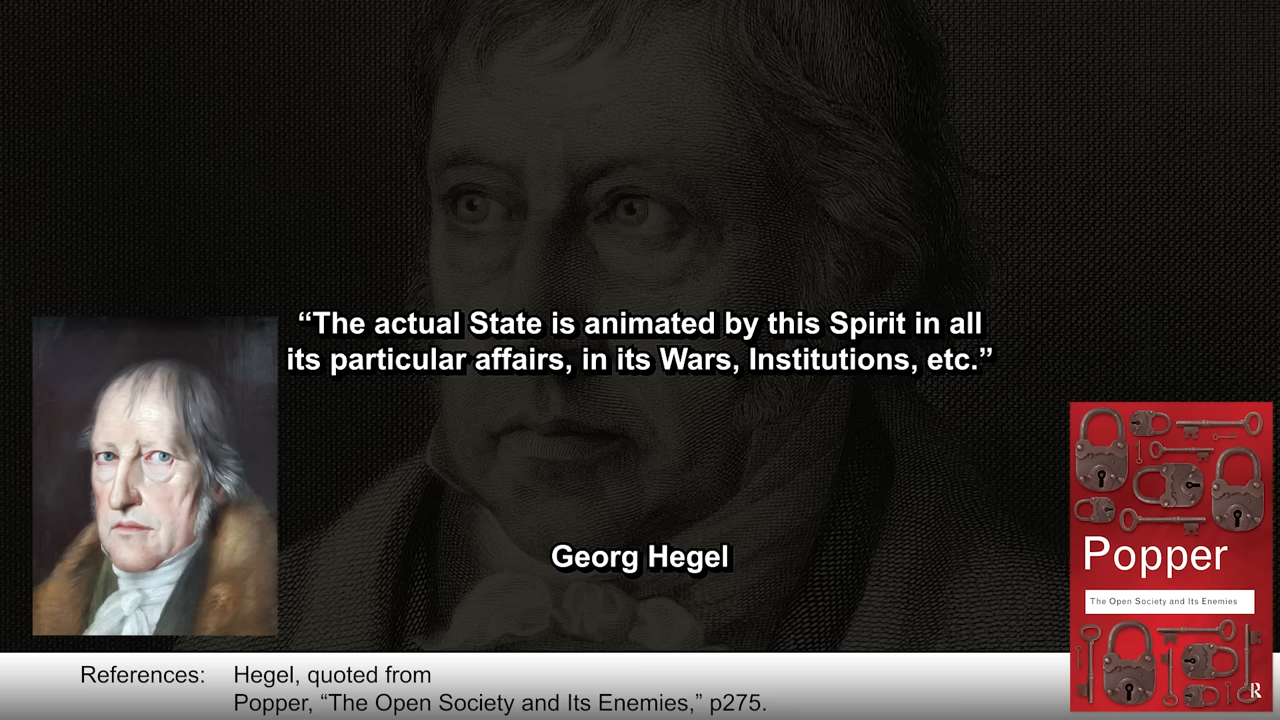 “The actual State is animated by this Spirit in all
its particular affairs, in its Wars, Institutions, etc.”
Georg Hegel
Popper
The Open Society and Its Enemies
R
References: Hegel, quoted from
Popper, “The Open Society and Its Enemies,” p275.